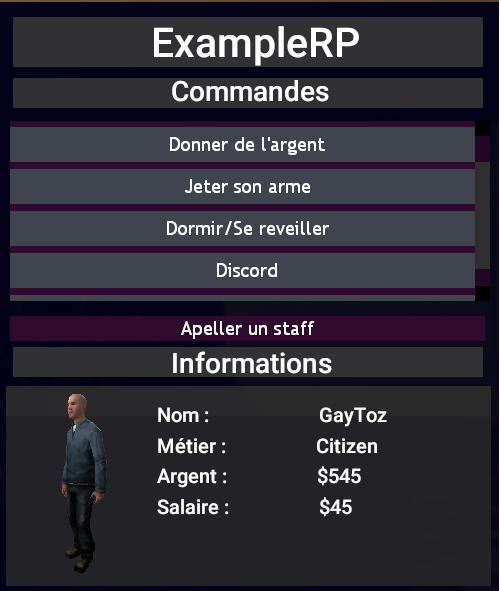 ExampleRP
Commandes
Donner de l'argent
Jeter son arme
Dormir/Se reveiller
Discord
Apeller un staff
Informations
Nom : GayToz
Métier : Citizen
Argent : $545
Salaire : $45